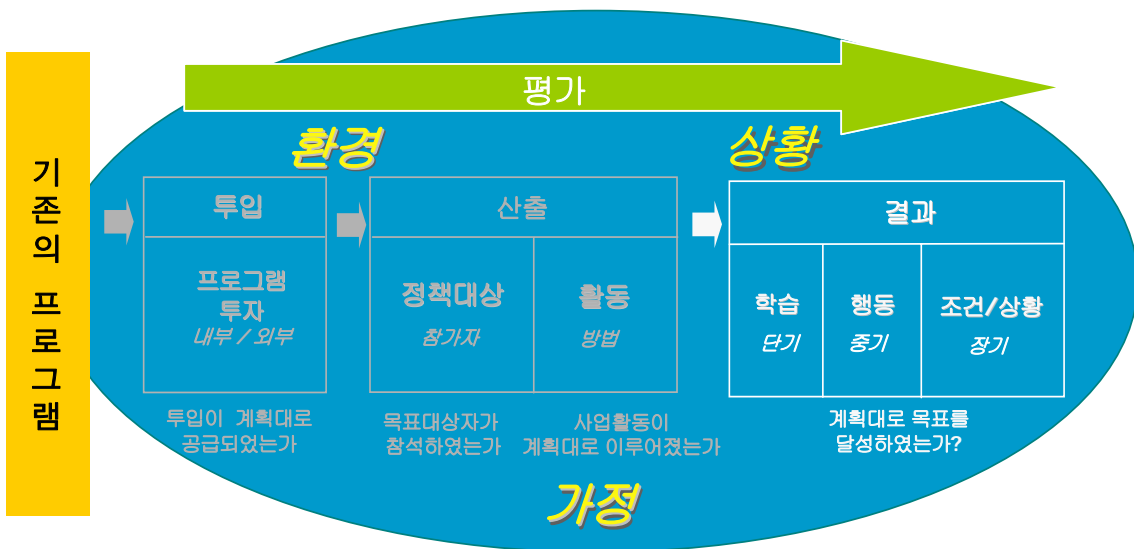 평가
환경
상황
기존의 프로그램
투입
프로그램
투자
내부 / 외부
투입이 계획대로
공급되었는가
산출
정책대상
참가자
활동
방법
목표대상자가
참석하였는가
사업활동이
계획대로 이루어졌는가
결과
학습
단기
행동
중기
조건/상황
장기
계획대로 목표를
달성하였는가?
가정